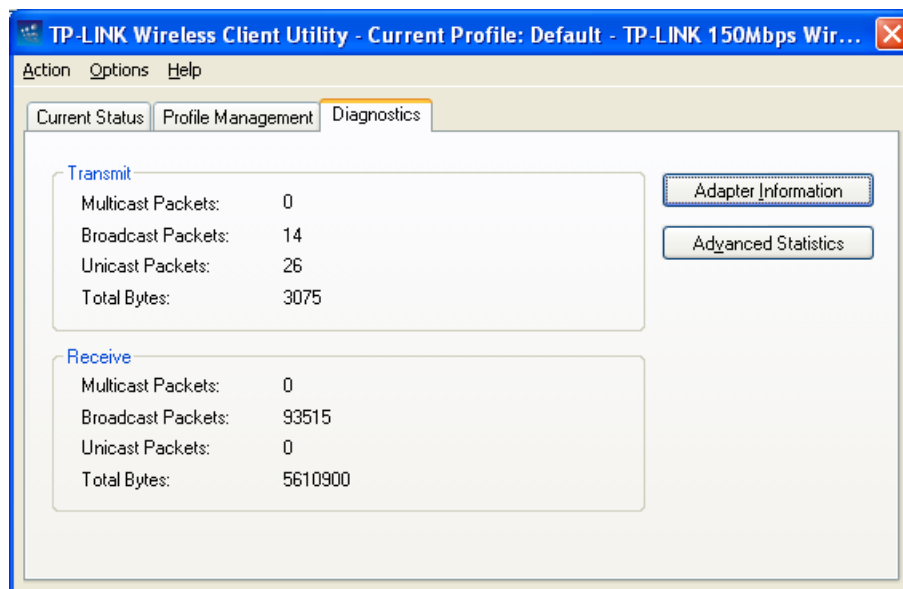 TP-LINK Wireless Client Utility - Current Profile: Default - TP-LINK 150Mbps Wir...
Action Options Help
Current Status Profile Management Diagnostics
Transmit
Multicast Packets: 0
Broadcast Packets: 14
Unicast Packets: 26
Total Bytes: 3075
Adapter Information
Advanced Statistics
Receive
Multicast Packets: 0
Broadcast Packets: 93515
Unicast Packets: 0
Total Bytes: 5610900